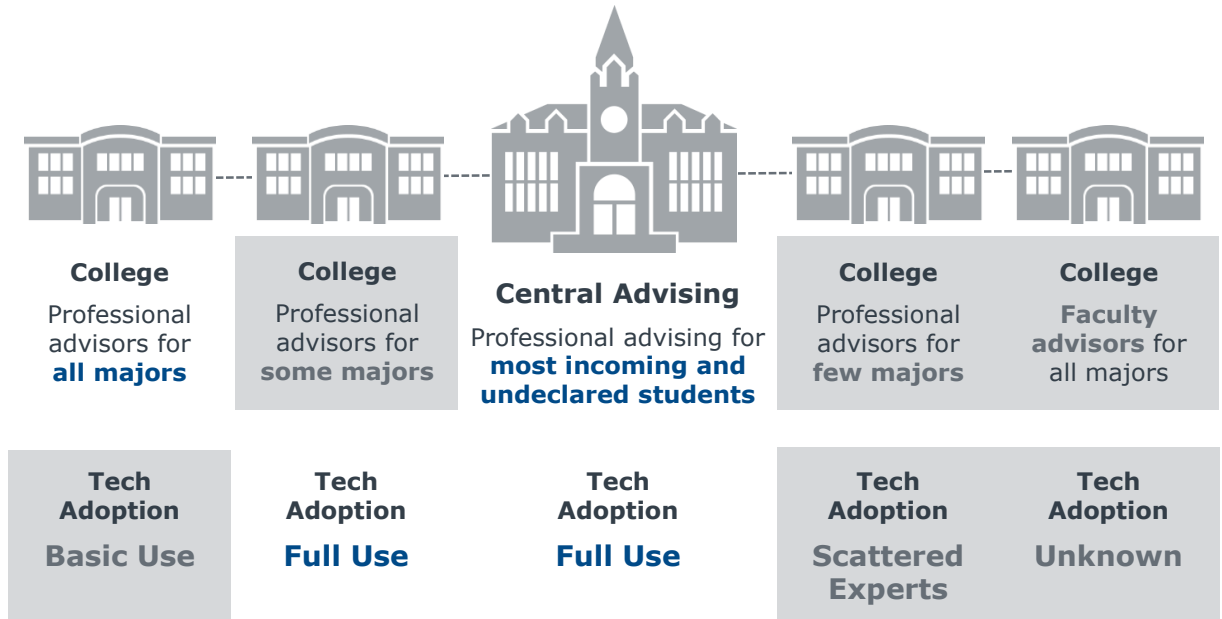 College
Professional
advisors for
all majors
College
Professional
advisors for
some majors
Central Advising
Professional advising for
most incoming and
undeclared students
College
Professional
advisors for
few majors
College
Faculty
advisors for
all majors
Tech
Adoption
Basic Use
Tech
Adoption
Full Use
Tech
Adoption
Full Use
Tech
Adoption
Scattered
Experts
Tech
Adoption
Unknown